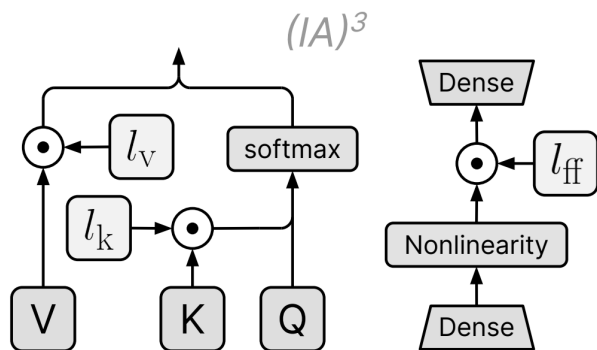 (IA)³
Dense
l_v
softmax
l_ff
l_k
Nonlinearity
V
K
Q
Dense